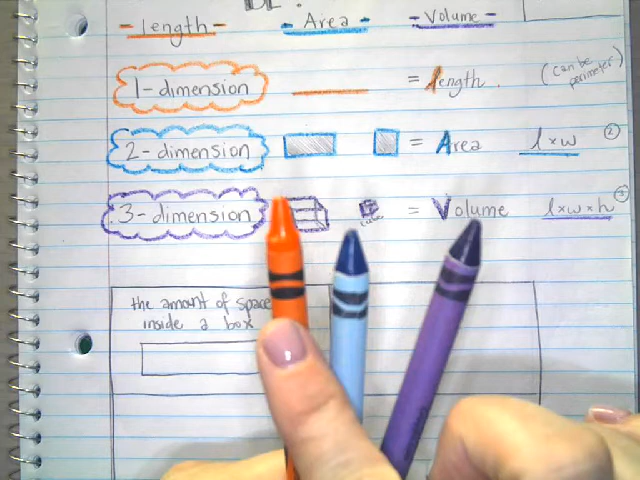 - length - - Area - - Volume -
1-dimension = length. (can be perimeter)
2-dimension = Area l×w ②
3-dimension = Volume l×w×h ③
the amount of space
inside a box